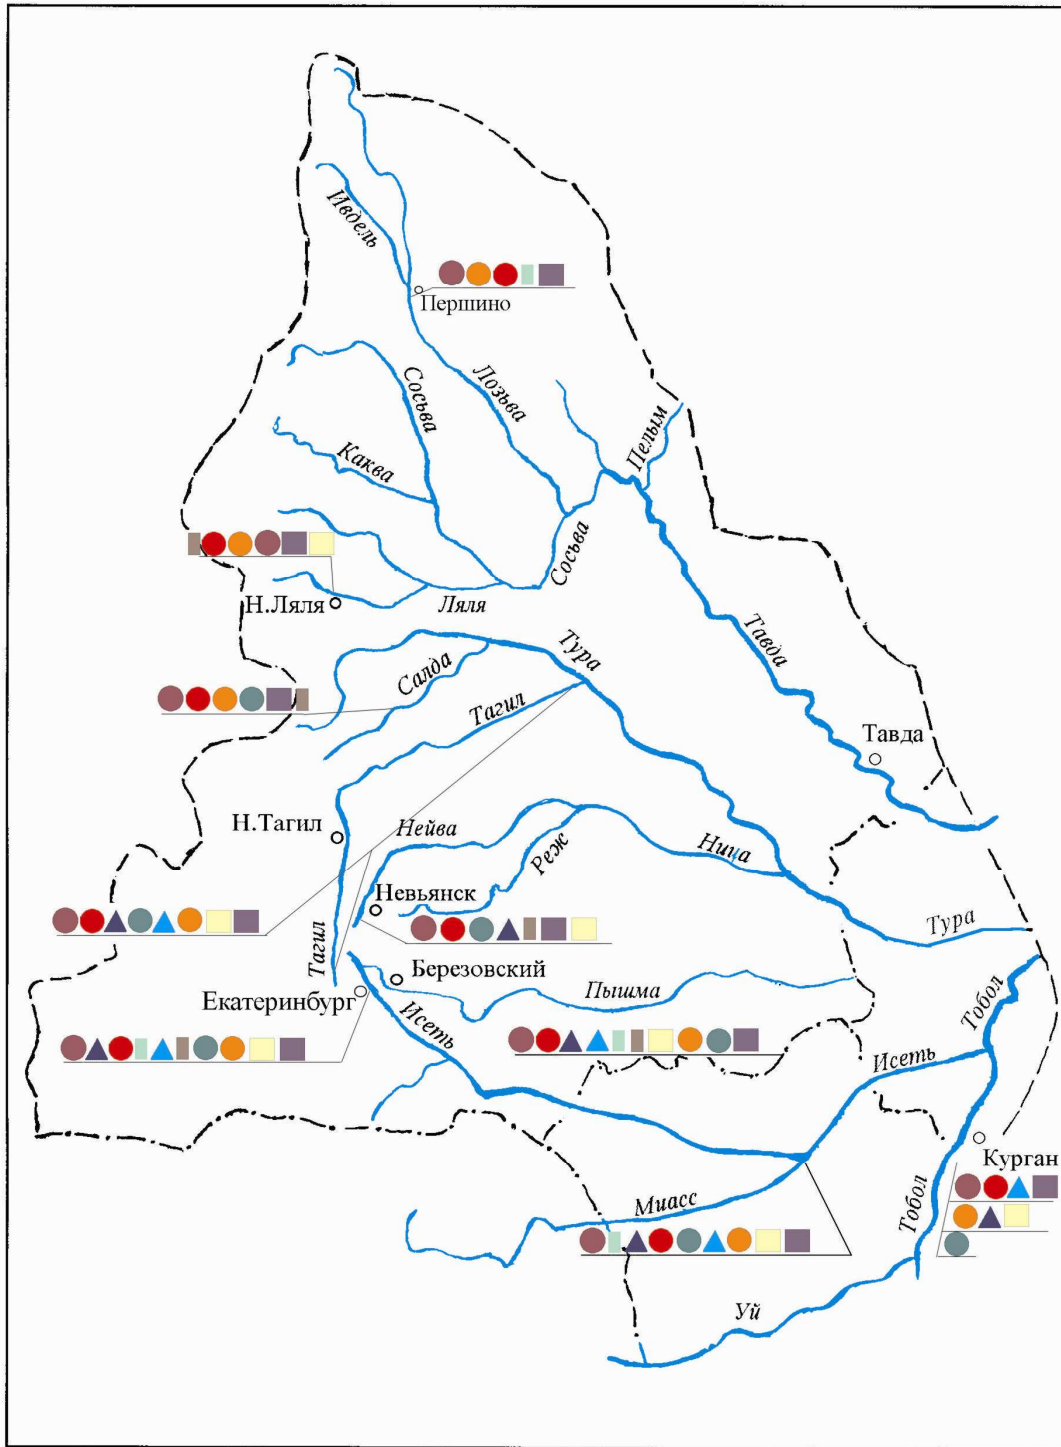 Ивдель
Першино
Лозьва
Сосьва
Пелым
Каква
Сосьва
Н.Ляля
Ляля
Тура
Салда
Тагил
Тавда
Тавда
Н.Тагил
Нейва
Реж
Ница
Невьянск
Тура
Тагил
Березовский
Екатеринбург
Пышма
Тобол
Исеть
Исеть
Курган
Миасс
Тобол
Уй